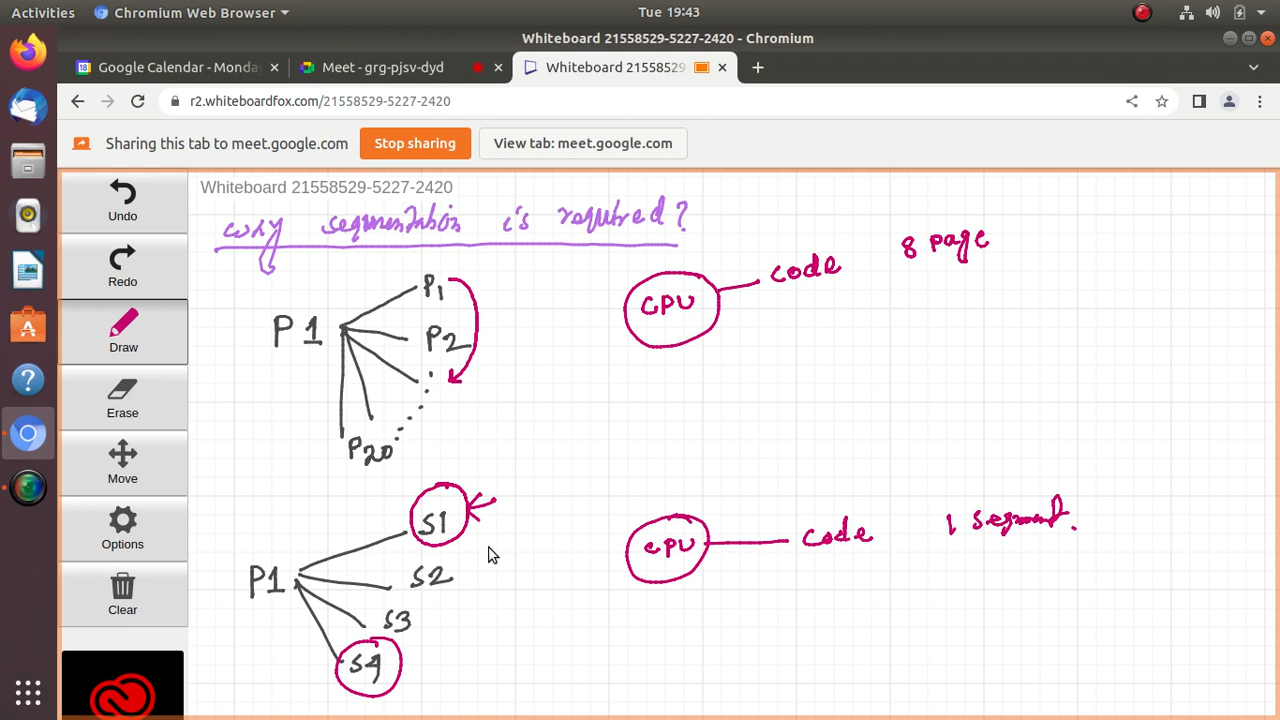 Activities Chromium Web Browser Tue 19:43
Whiteboard 21558529-5227-2420 - Chromium
Google Calendar - Monday Meet - grg-pjsv-dyd Whiteboard 21558529-
r2.whiteboardfox.com/21558529-5227-2420
Sharing this tab to meet.google.com Stop sharing View tab: meet.google.com
Whiteboard 21558529-5227-2420
Undo
Redo
Draw
Erase
Move
Options
Clear
why segmentation is required?
P1 P1 CPU code 8 page
P2
P20
P1 S1 CPU code 1 segment.
S2
S3
S4